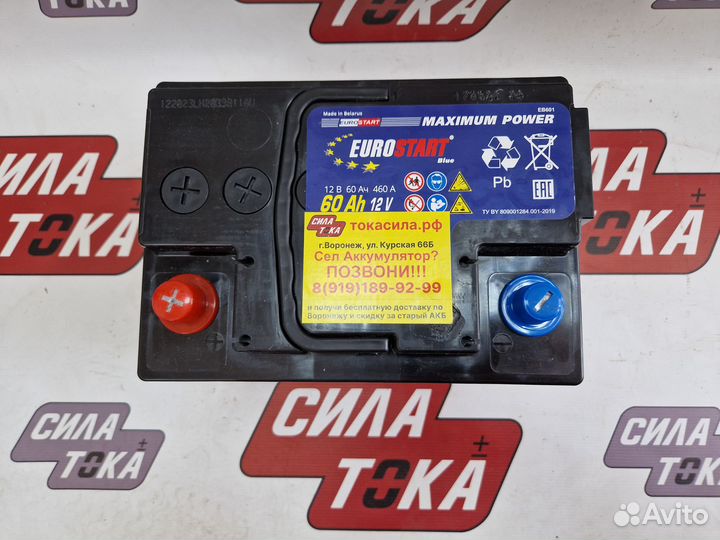 СИЛА
ТОКА
СИЛА
ТОКА
СИЛА
ТОКА
Made in Belarus
EUROSTART
EB601
MAXIMUM POWER
EUROSTART
Blue
12 В 60 Ач 460 А
60 Ah 12 V
Pb
EAC
ТУ BY 809001284.001-2019
СИЛА
ТОКА
токасила.рф
г.Воронеж, ул. Курская 66Б
Сел Аккумулятор?
ПОЗВОНИ!!!
8(919)189-92-99
и получи бесплатную доставку по
Воронежу и скидку за старый АКБ
СИЛА
ТОКА
СИЛА
ТОКА
СИЛА
ТОКА
Avito